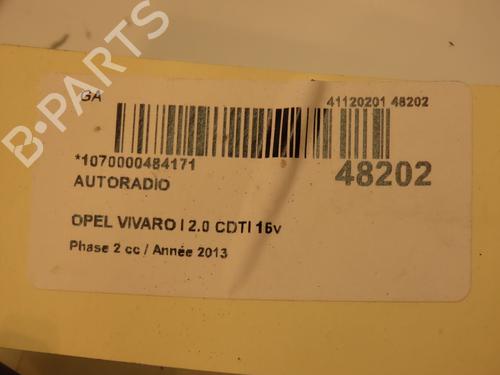 GA
41120201 48202
*1070000484171
48202
AUTORADIO
OPEL VIVARO I 2.0 CDTI 16v
Phase 2 cc / Année 2013
B-PARTS